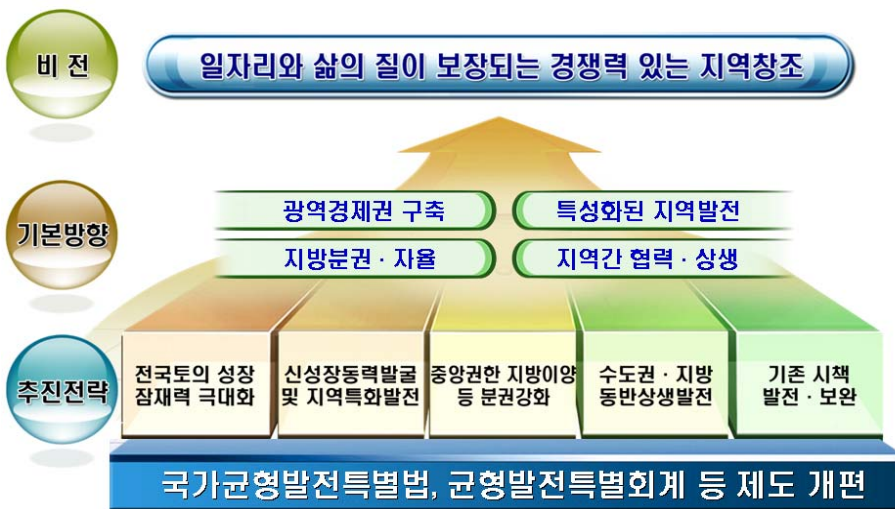 비 전
일자리와 삶의 질이 보장되는 경쟁력 있는 지역창조
기본방향
광역경제권 구축
특성화된 지역발전
지방분권 · 자율
지역간 협력 · 상생
추진전략
전국토의 성장
잠재력 극대화
신성장동력발굴
및 지역특화발전
중앙권한 지방이양
등 분권강화
수도권 · 지방
동반상생발전
기존 시책
발전 · 보완
국가균형발전특별법, 균형발전특별회계 등 제도 개편